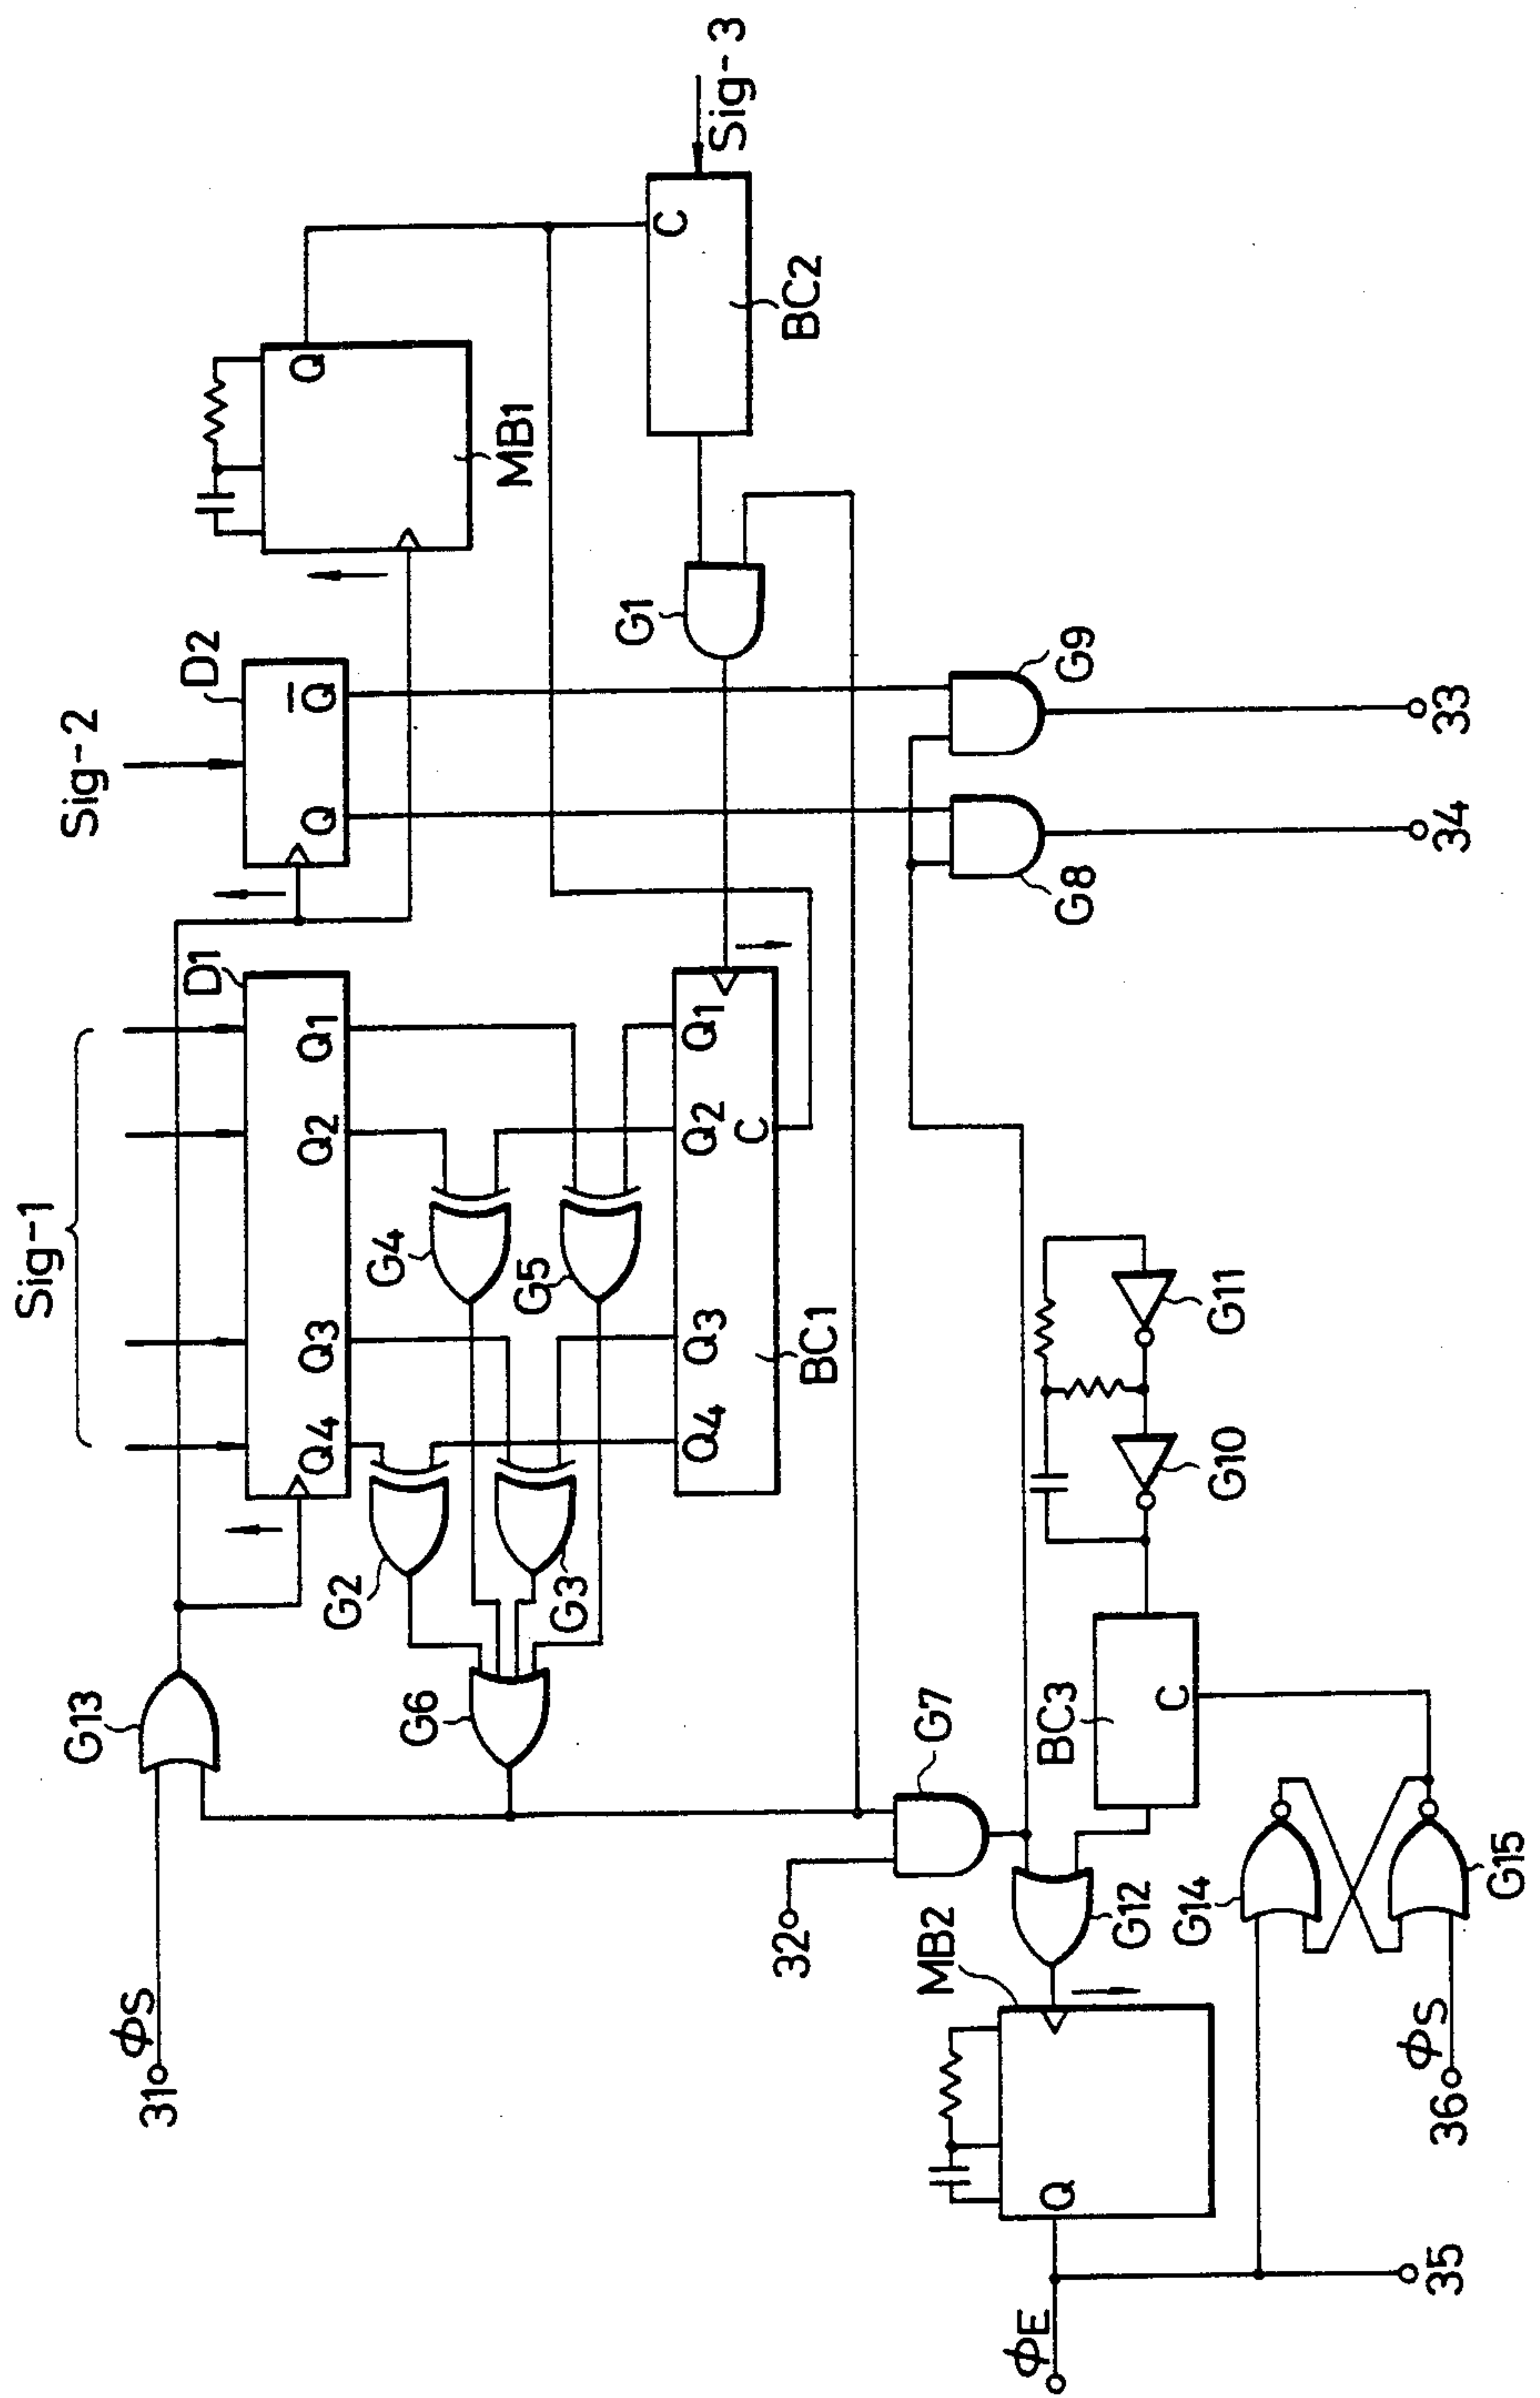 Sig-1
Sig-2
Sig-3
31
φS
G13
D1
Q4
Q3
Q2
Q1
D2
Q
Q̅
MB1
Q
G2
G4
G3
G5
G6
BC1
Q4
Q3
Q2
Q1
C
G1
BC2
C
32
G7
G8
G9
34
33
φE
MB2
Q
G12
BC3
C
G10
G11
G14
G15
35
36
φS